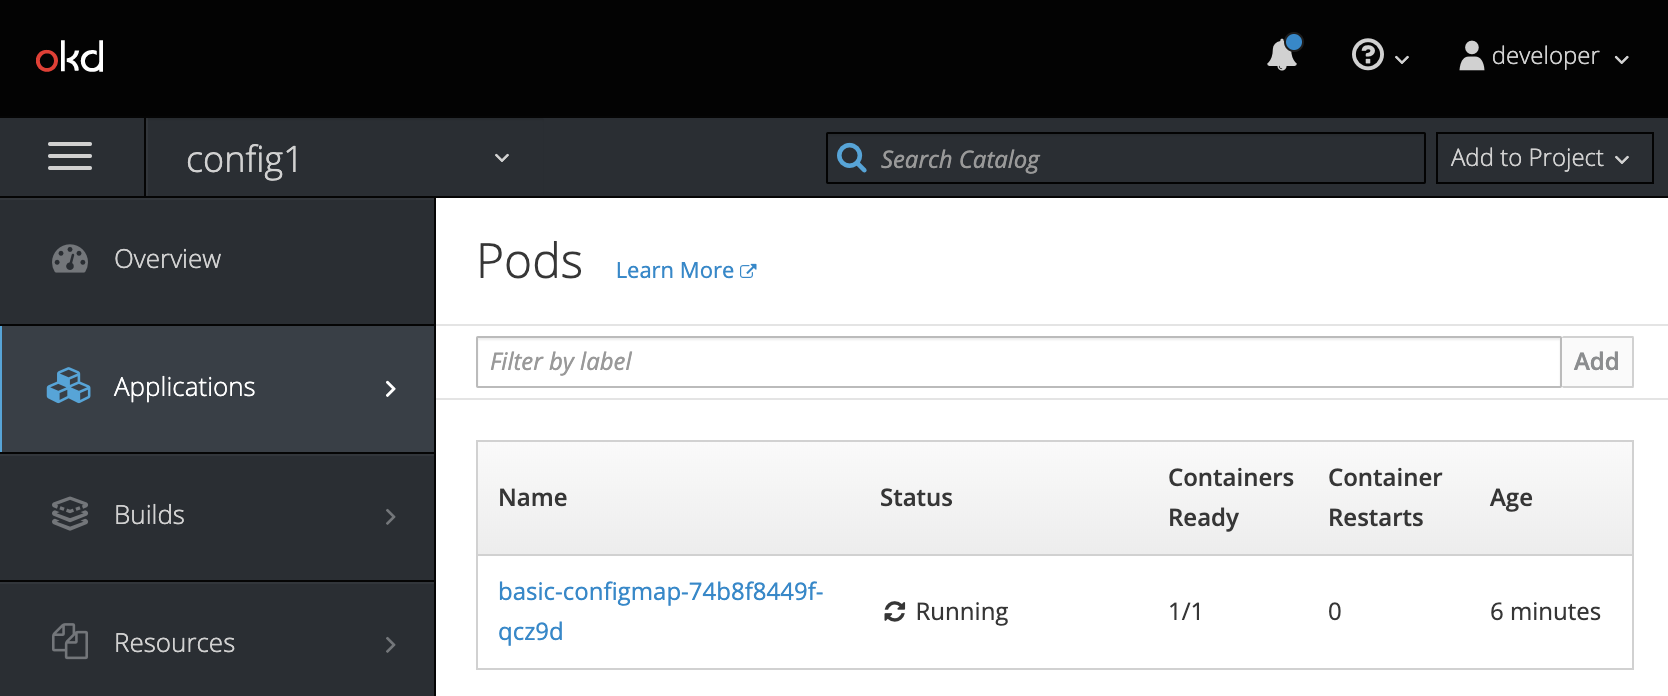 okd
developer
config1
Search Catalog
Add to Project
Overview
Applications
Builds
Resources
Pods
Learn More
Filter by label
Add
Name
Status
Containers
Ready
Container
Restarts
Age
basic-configmap-74b8f8449f-
qcz9d
Running
1/1
0
6 minutes